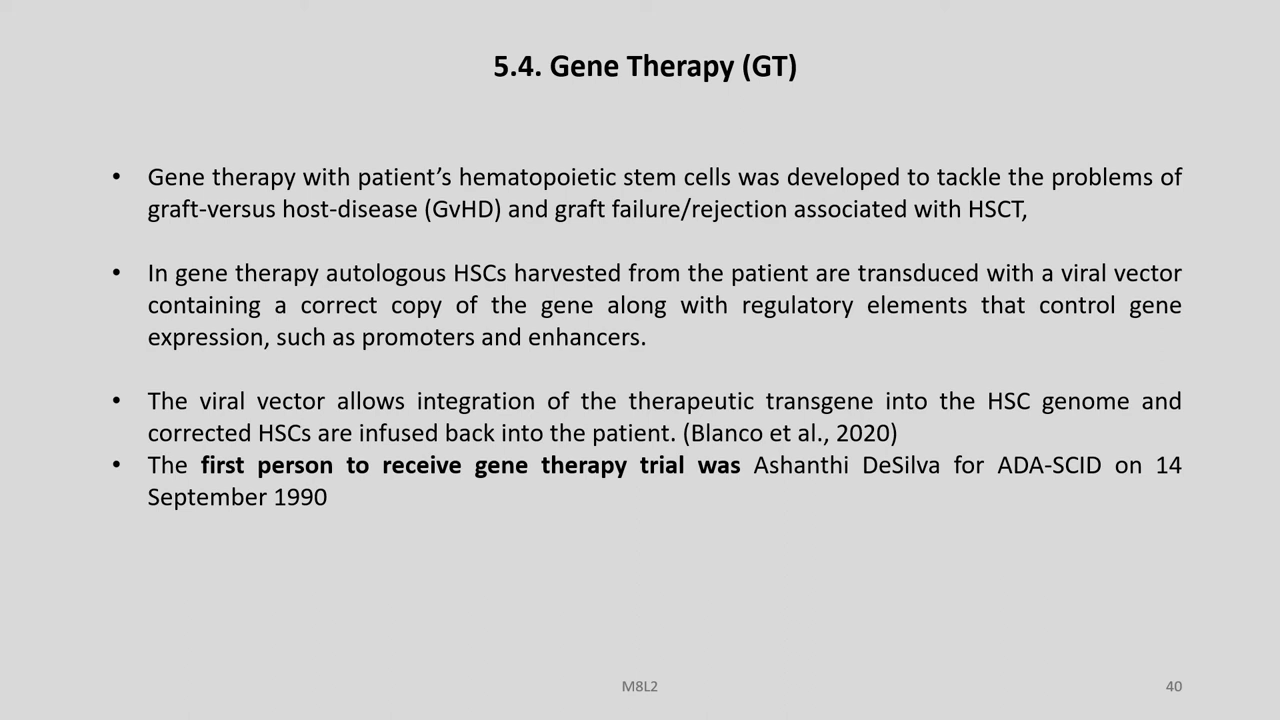 5.4. Gene Therapy (GT)
• Gene therapy with patient’s hematopoietic stem cells was developed to tackle the problems of
graft-versus host-disease (GvHD) and graft failure/rejection associated with HSCT,
• In gene therapy autologous HSCs harvested from the patient are transduced with a viral vector
containing a correct copy of the gene along with regulatory elements that control gene
expression, such as promoters and enhancers.
• The viral vector allows integration of the therapeutic transgene into the HSC genome and
corrected HSCs are infused back into the patient. (Blanco et al., 2020)
• The first person to receive gene therapy trial was Ashanthi DeSilva for ADA-SCID on 14
September 1990
M8L2
40